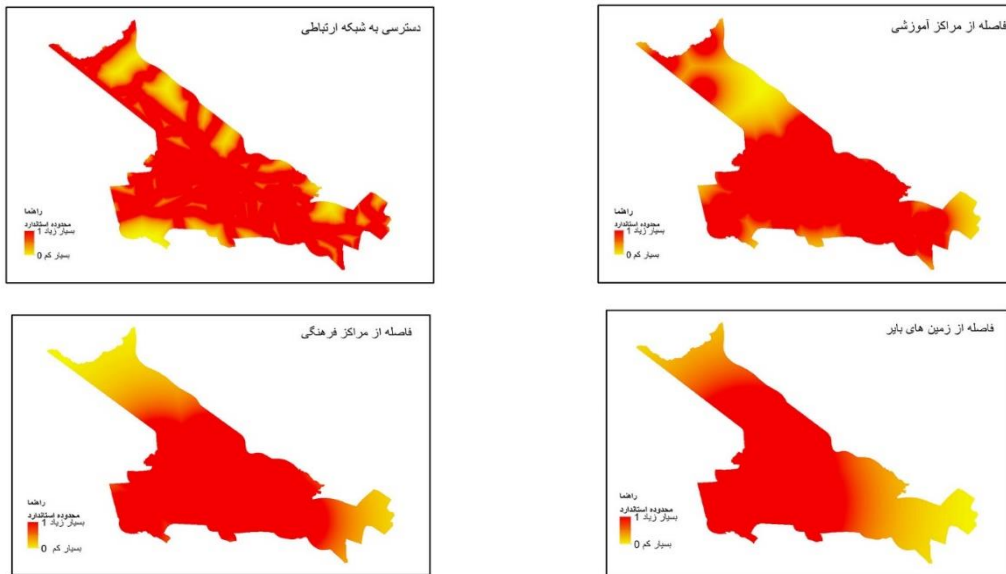 دسترسی به شبکه ارتباطی
راهنما
محدوده استاندارد
بسیار زیاد 1
بسیار کم 0
فاصله از مراکز آموزشی
راهنما
محدوده استاندارد
بسیار زیاد 1
بسیار کم 0
فاصله از مراکز فرهنگی
راهنما
محدوده استاندارد
بسیار زیاد 1
بسیار کم 0
فاصله از زمین های بایر
راهنما
محدوده استاندارد
بسیار زیاد 1
بسیار کم 0